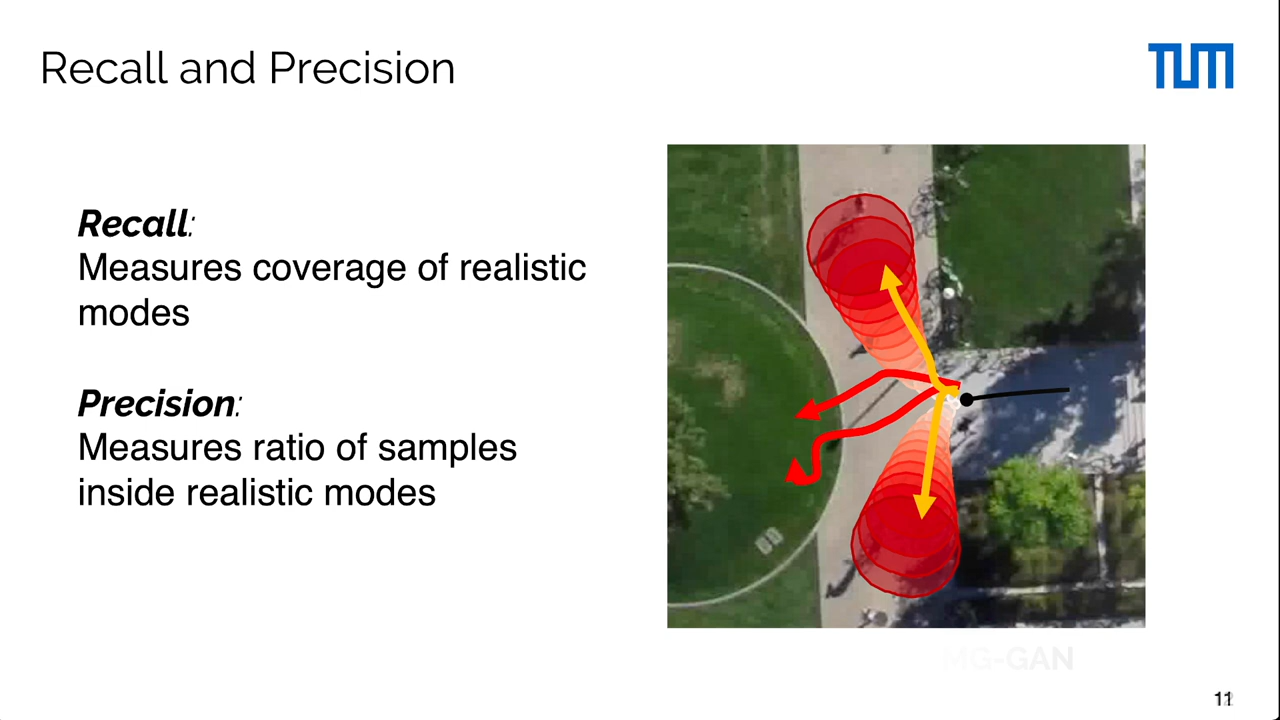 Recall and Precision
TUM
Recall:
Measures coverage of realistic
modes
Precision:
Measures ratio of samples
inside realistic modes
MG-GAN